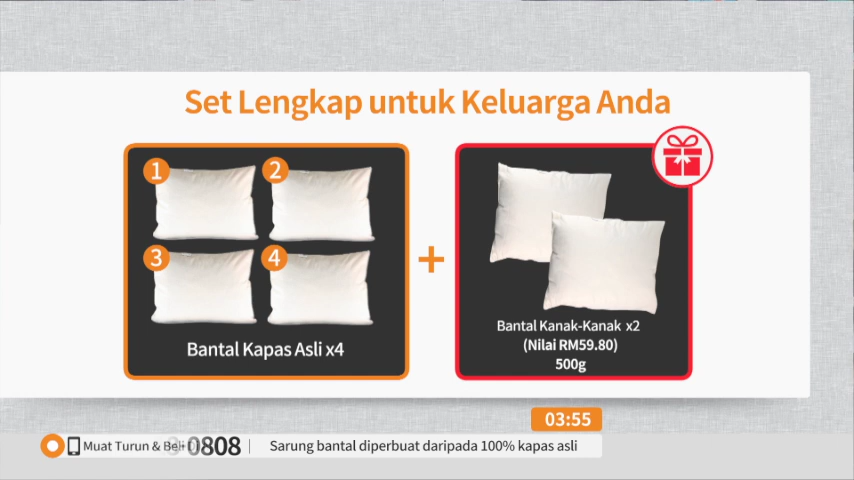 Set Lengkap untuk Keluarga Anda
1
2
3
4
Bantal Kapas Asli x4
+
Bantal Kanak-Kanak x2
(Nilai RM59.80)
500g
03:55
Muat Turun & Beli Di
0808
Sarung bantal diperbuat daripada 100% kapas asli